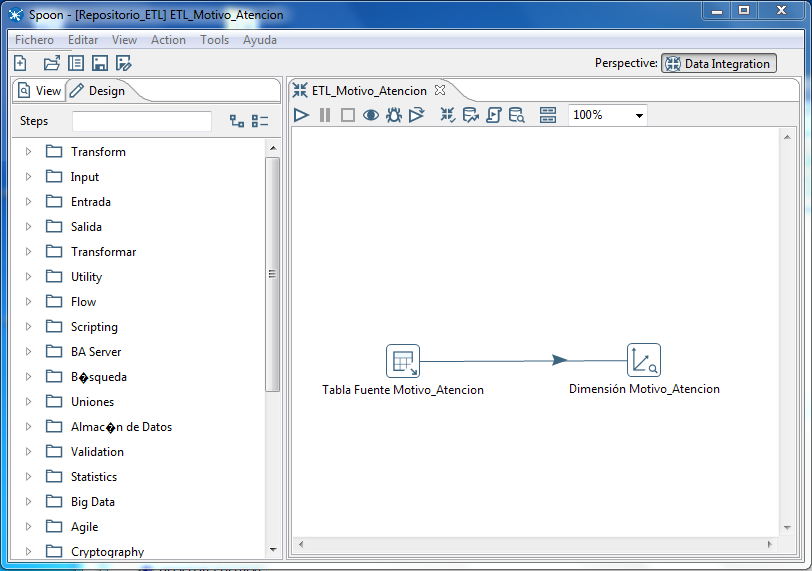 Spoon - [Repositorio_ETL] ETL_Motivo_Atencion
Fichero Editar View Action Tools Ayuda
Perspective: Data Integration
View Design
ETL_Motivo_Atencion
Steps
100%
Transform
Input
Entrada
Salida
Transformar
Utility
Flow
Scripting
BA Server
B�squeda
Uniones
Almac�n de Datos
Validation
Statistics
Big Data
Agile
Cryptography
Tabla Fuente Motivo_Atencion
Dimensión Motivo_Atencion